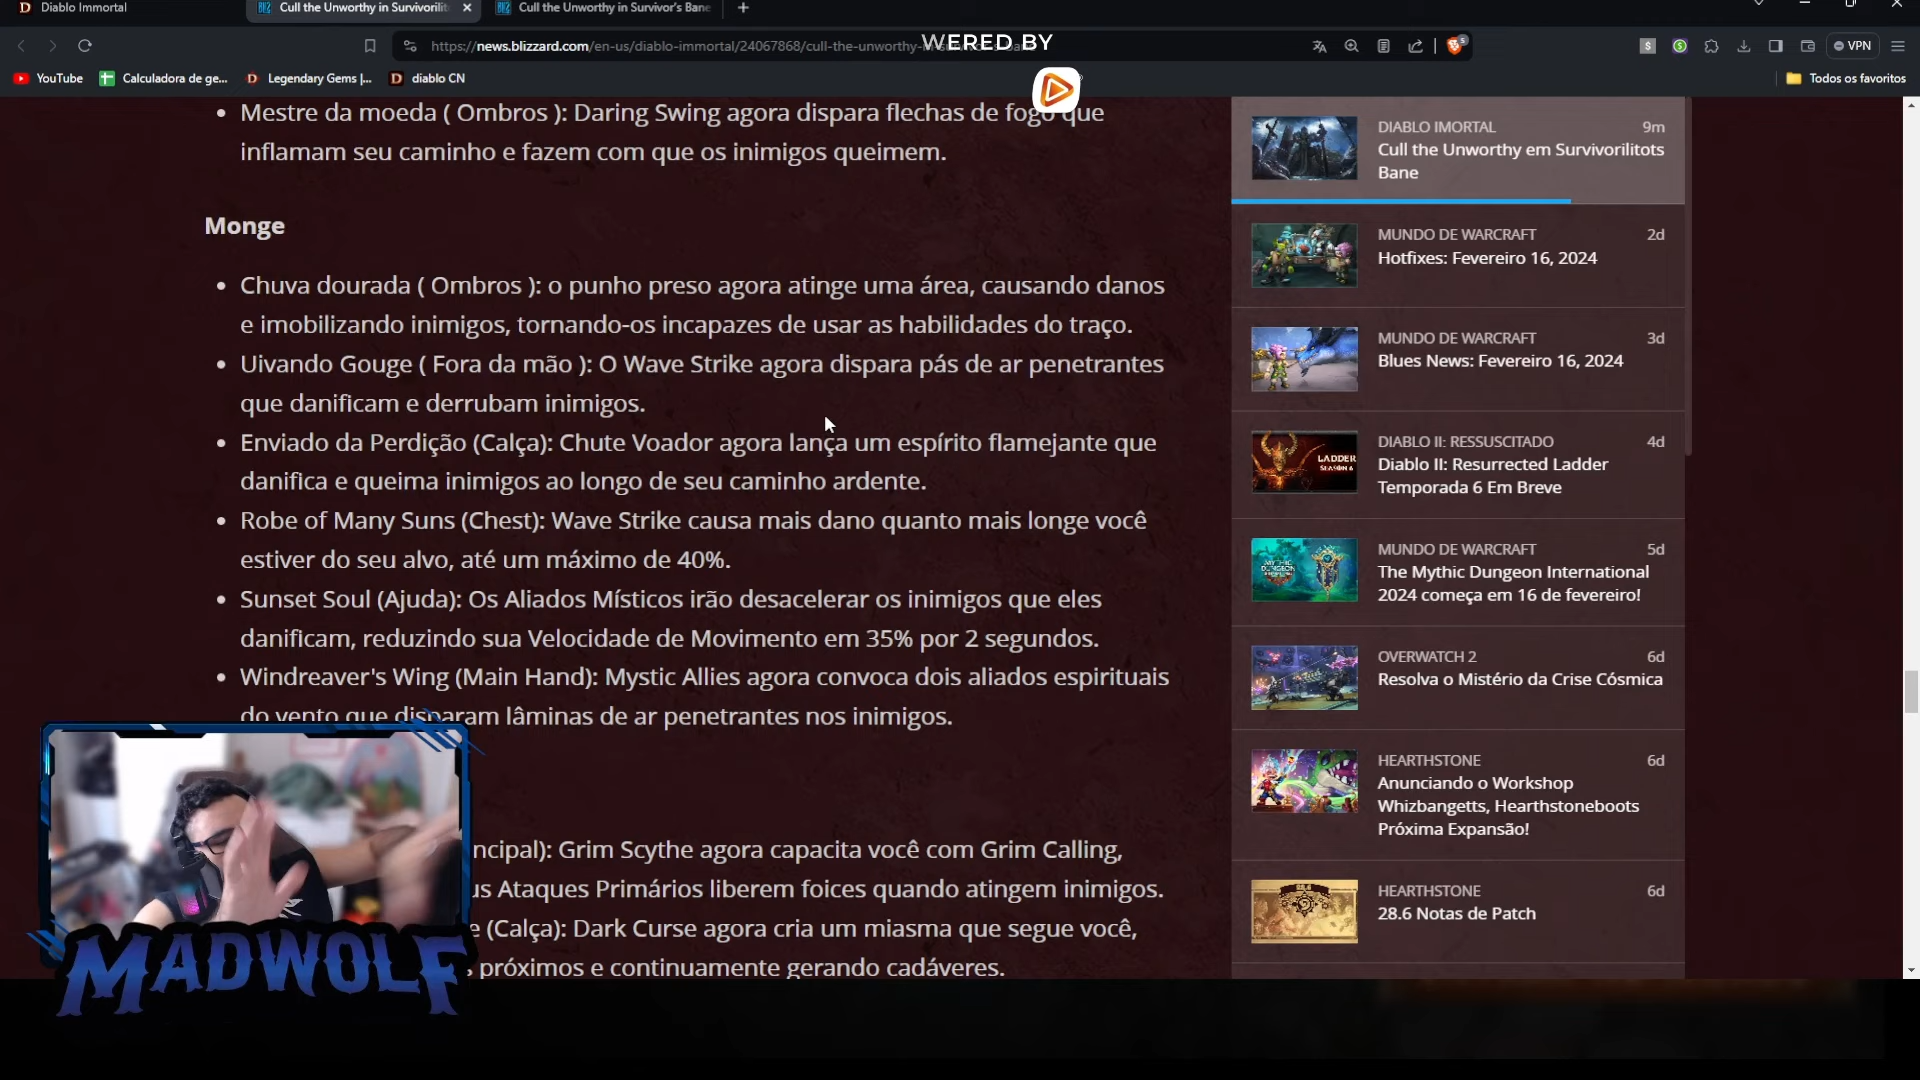 Diablo Immortal
Cull the Unworthy in Survivorilit
Cull the Unworthy in Survivor's Bane
https://news.blizzard.com/en-us/diablo-immortal/24067868/cull-the-unworthy-
WERED BY
VPN
YouTube
Calculadora de ge...
Legendary Gems |...
diablo CN
Todos os favoritos
Mestre da moeda ( Ombros ): Daring Swing agora dispara flechas de fogo que
inflamam seu caminho e fazem com que os inimigos queimem.
Monge
Chuva dourada ( Ombros ): o punho preso agora atinge uma área, causando danos
e imobilizando inimigos, tornando-os incapazes de usar as habilidades do traço.
Uivando Gouge ( Fora da mão ): O Wave Strike agora dispara pás de ar penetrantes
que danificam e derrubam inimigos.
Enviado da Perdição (Calça): Chute Voador agora lança um espírito flamejante que
danifica e queima inimigos ao longo de seu caminho ardente.
Robe of Many Suns (Chest): Wave Strike causa mais dano quanto mais longe você
estiver do seu alvo, até um máximo de 40%.
Sunset Soul (Ajuda): Os Aliados Místicos irão desacelerar os inimigos que eles
danificam, reduzindo sua Velocidade de Movimento em 35% por 2 segundos.
Windreaver's Wing (Main Hand): Mystic Allies agora convoca dois aliados espirituais
do vento que disparam lâminas de ar penetrantes nos inimigos.
ncipal): Grim Scythe agora capacita você com Grim Calling,
us Ataques Primários liberem foices quando atingem inimigos.
e (Calça): Dark Curse agora cria um miasma que segue você,
próximos e continuamente gerando cadáveres.
MADWOLF
DIABLO IMORTAL 9m
Cull the Unworthy em Survivorilitots
Bane
MUNDO DE WARCRAFT 2d
Hotfixes: Fevereiro 16, 2024
MUNDO DE WARCRAFT 3d
Blues News: Fevereiro 16, 2024
LADDER
SEASON 6
DIABLO II: RESSUSCITADO 4d
Diablo II: Resurrected Ladder
Temporada 6 Em Breve
MUNDO DE WARCRAFT 5d
The Mythic Dungeon International
2024 começa em 16 de fevereiro!
OVERWATCH 2 6d
Resolva o Mistério da Crise Cósmica
HEARTHSTONE 6d
Anunciando o Workshop
Whizbangetts, Hearthstoneboots
Próxima Expansão!
HEARTHSTONE 6d
28.6 Notas de Patch